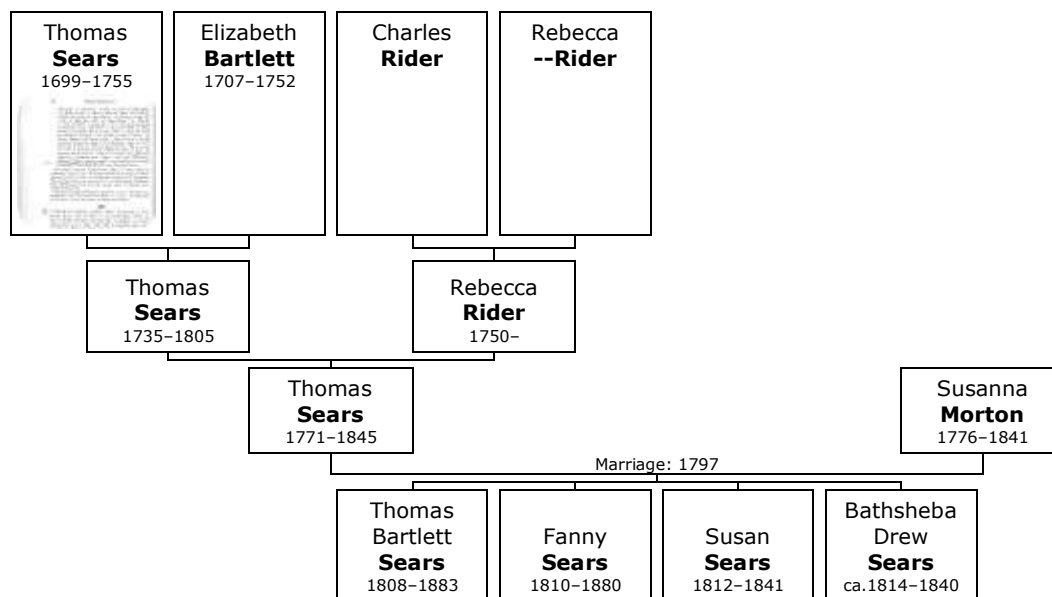 Thomas
Sears
1699–1755
Elizabeth
Bartlett
1707–1752
Charles
Rider
Rebecca
--Rider
Thomas
Sears
1735–1805
Rebecca
Rider
1750–
Thomas
Sears
1771–1845
Susanna
Morton
1776–1841
Marriage: 1797
Thomas
Bartlett
Sears
1808–1883
Fanny
Sears
1810–1880
Susan
Sears
1812–1841
Bathsheba
Drew
Sears
ca.1814–1840